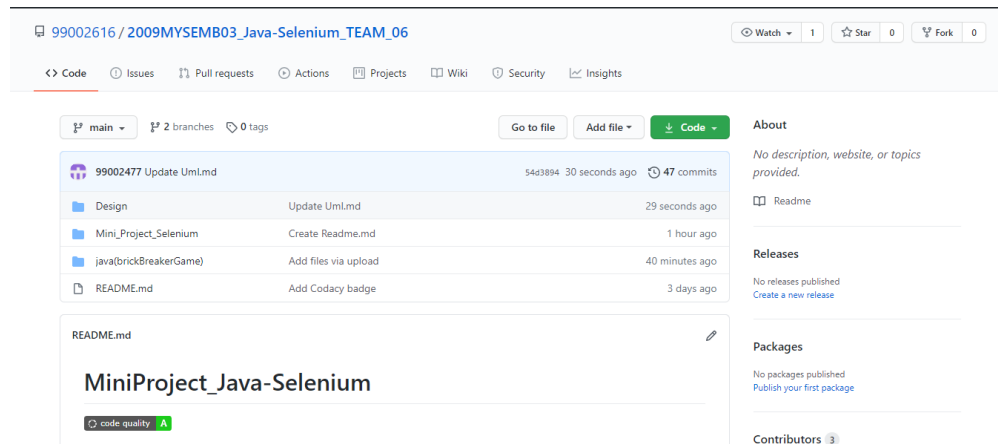 99002616 / 2009MYSEMB03_Java-Selenium_TEAM_06
Watch 1 Star 0 Fork 0
Code Issues Pull requests Actions Projects Wiki Security Insights
main 2 branches 0 tags Go to file Add file Code
99002477 Update Uml.md 54d3894 30 seconds ago 47 commits
Design Update Uml.md 29 seconds ago
Mini_Project_Selenium Create Readme.md 1 hour ago
java(brickBreakerGame) Add files via upload 40 minutes ago
README.md Add Codacy badge 3 days ago
README.md
MiniProject_Java-Selenium
code quality A
About
No description, website, or topics
provided.
Readme
Releases
No releases published
Create a new release
Packages
No packages published
Publish your first package
Contributors 3